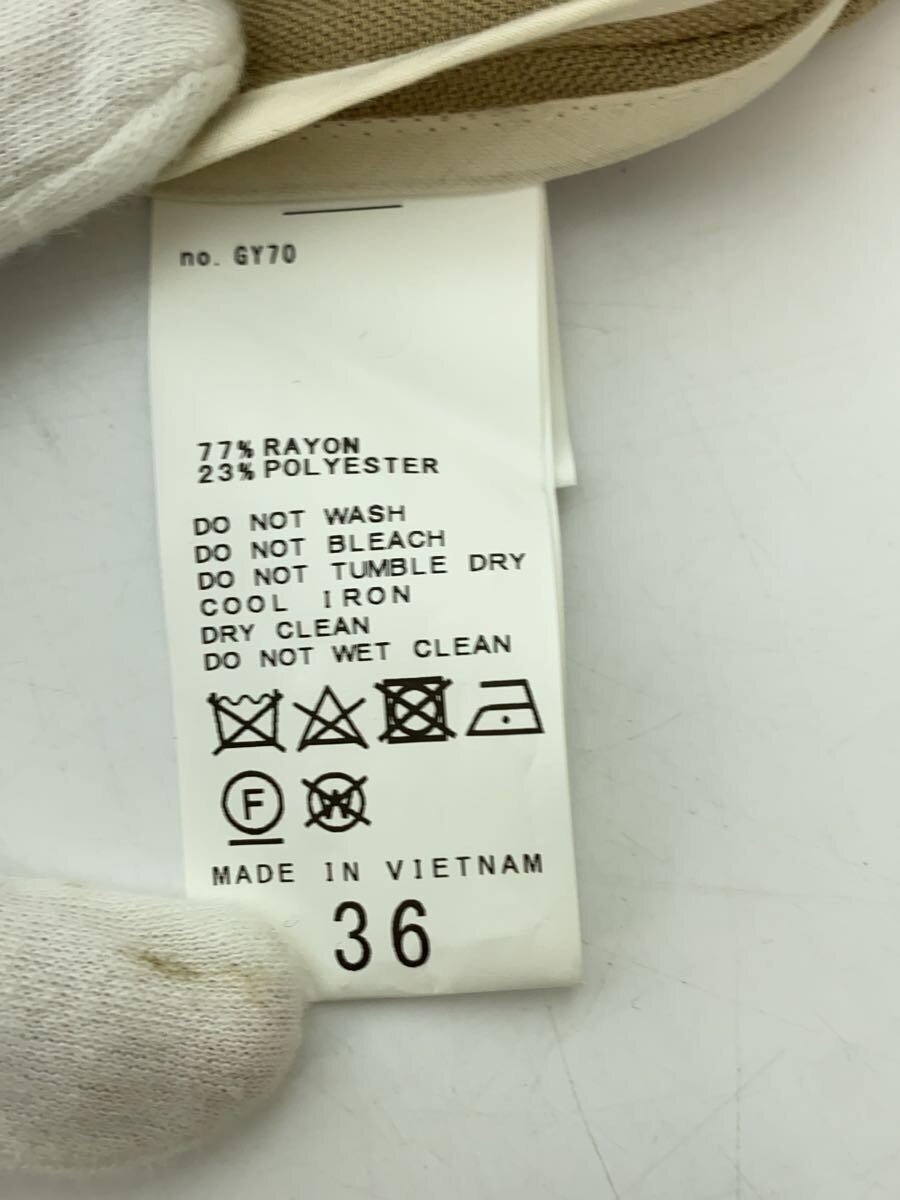 no. GY70
77% RAYON
23% POLYESTER
DO NOT WASH
DO NOT BLEACH
DO NOT TUMBLE DRY
COOL IRON
DRY CLEAN
DO NOT WET CLEAN
F W
MADE IN VIETNAM
36